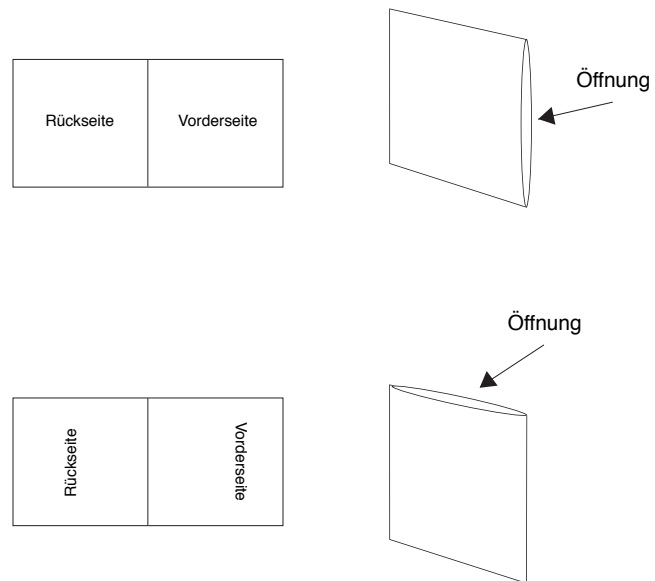 Rückseite
Vorderseite
Öffnung
Öffnung
Rückseite
Vorderseite